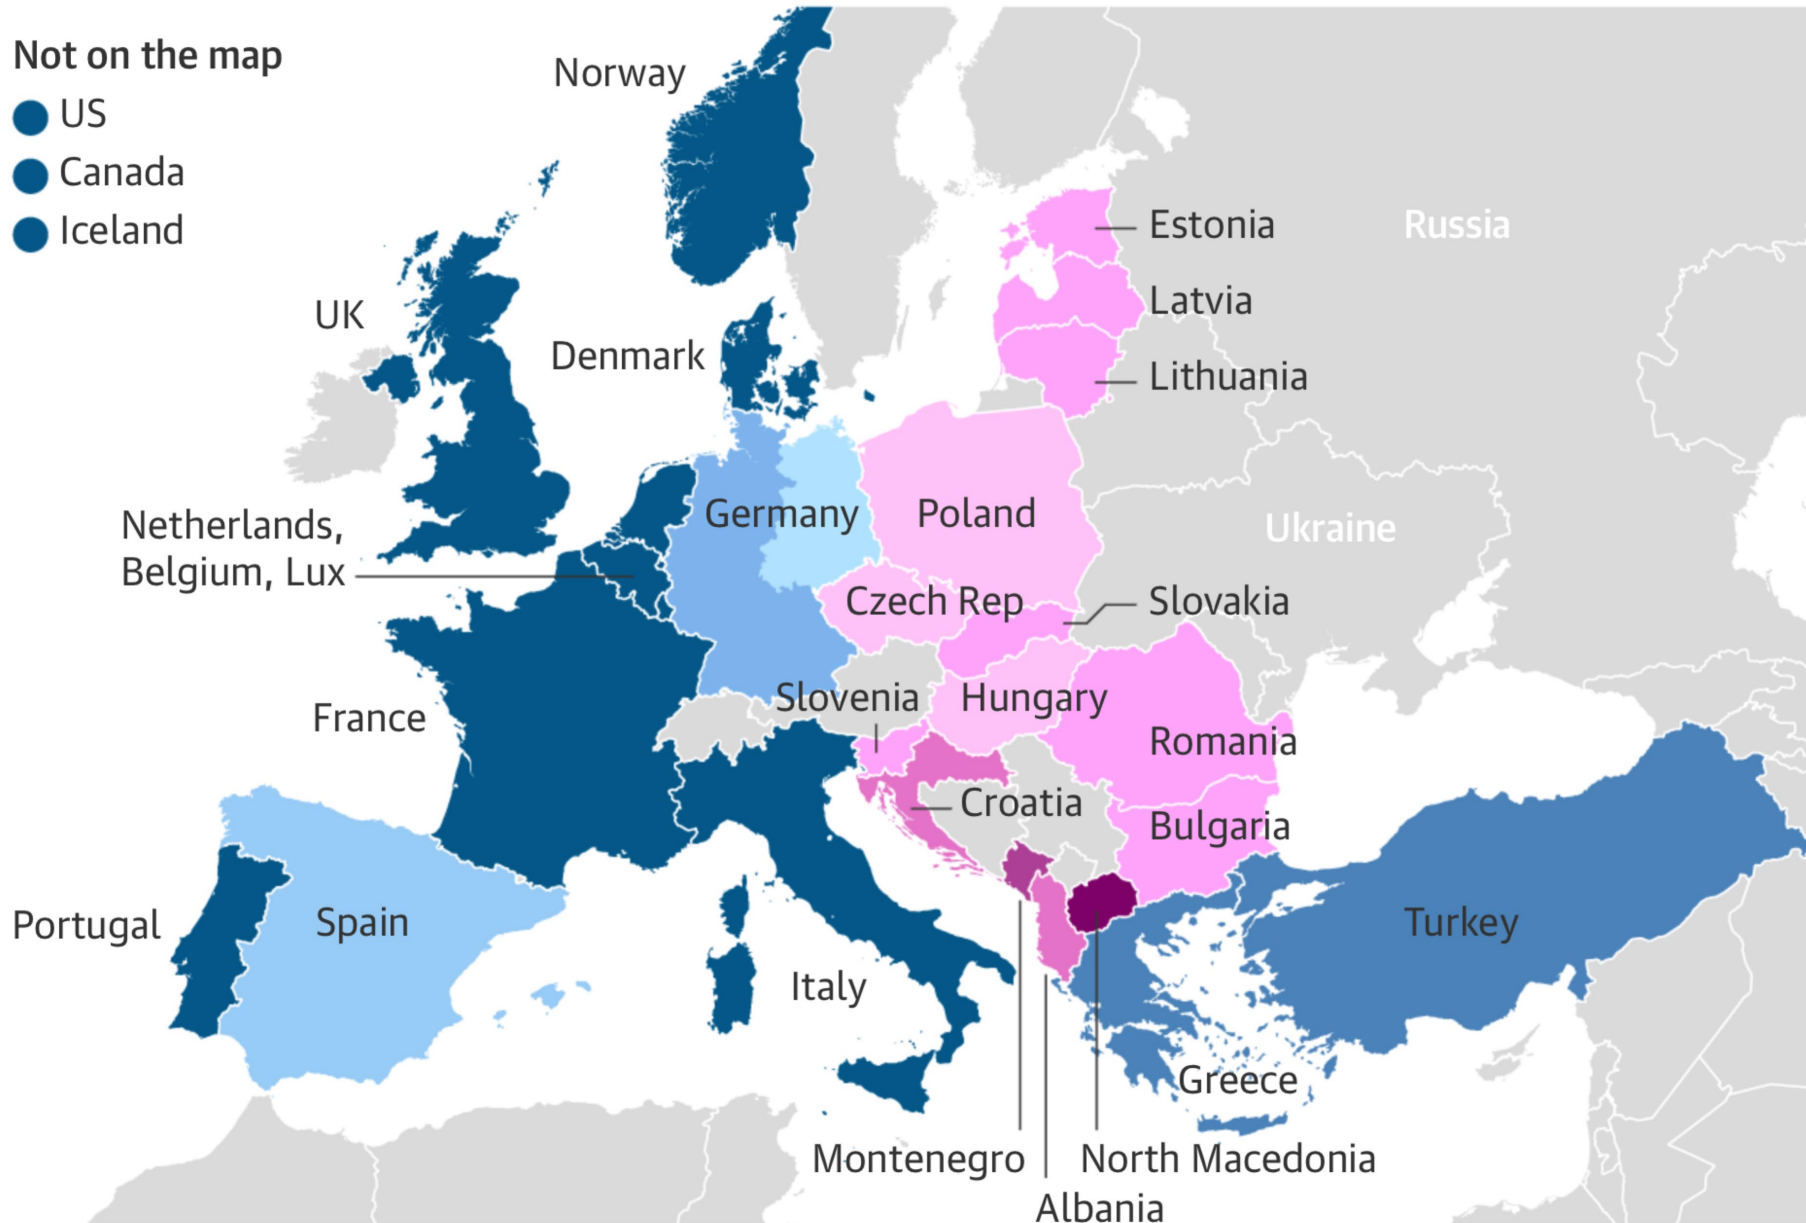 Not on the map
US
Canada
Iceland
Norway
Estonia
Russia
Latvia
UK
Denmark
Lithuania
Germany
Poland
Netherlands,
Belgium, Lux
Ukraine
Czech Rep
Slovakia
France
Slovenia
Hungary
Romania
Croatia
Bulgaria
Portugal
Spain
Turkey
Italy
Greece
Montenegro
North Macedonia
Albania